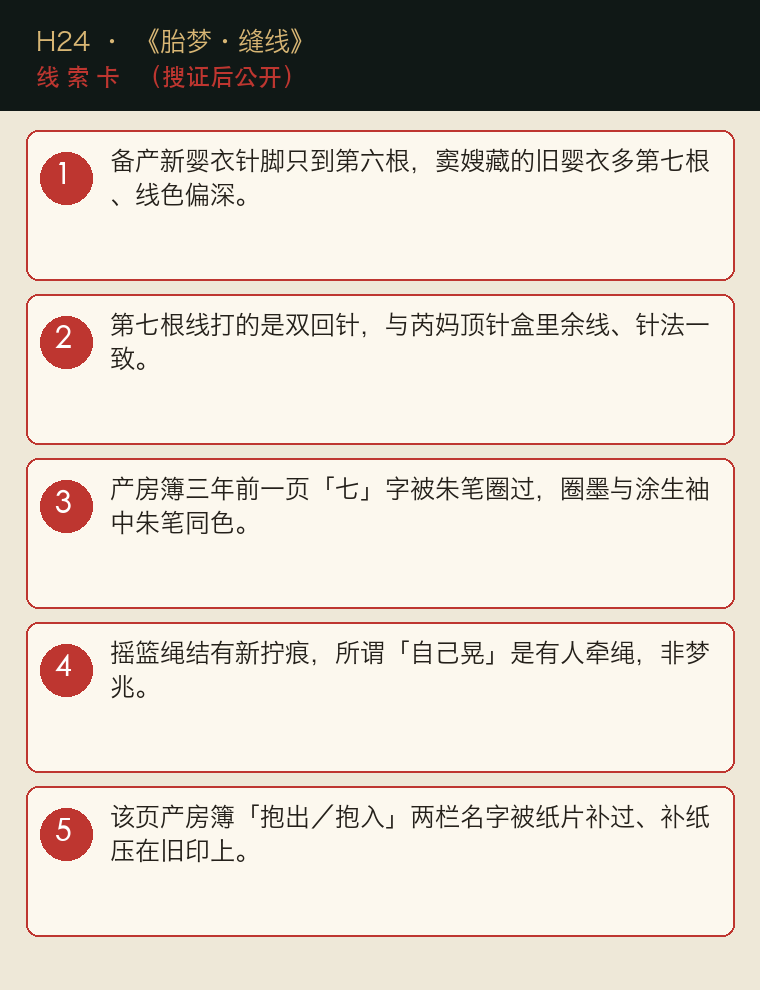 H24 · 《胎梦·缝线》
线索卡 （搜证后公开）
1
备产新婴衣针脚只到第六根，窦嫂藏的旧婴衣多第七根
、线色偏深。
2
第七根线打的是双回针，与芮妈顶针盒里余线、针法一
致。
3
产房簿三年前一页「七」字被朱笔圈过，圈墨与涂生袖
中朱笔同色。
4
摇篮绳结有新拧痕，所谓「自己晃」是有人牵绳，非梦
兆。
5
该页产房簿「抱出／抱入」两栏名字被纸片补过、补纸
压在旧印上。